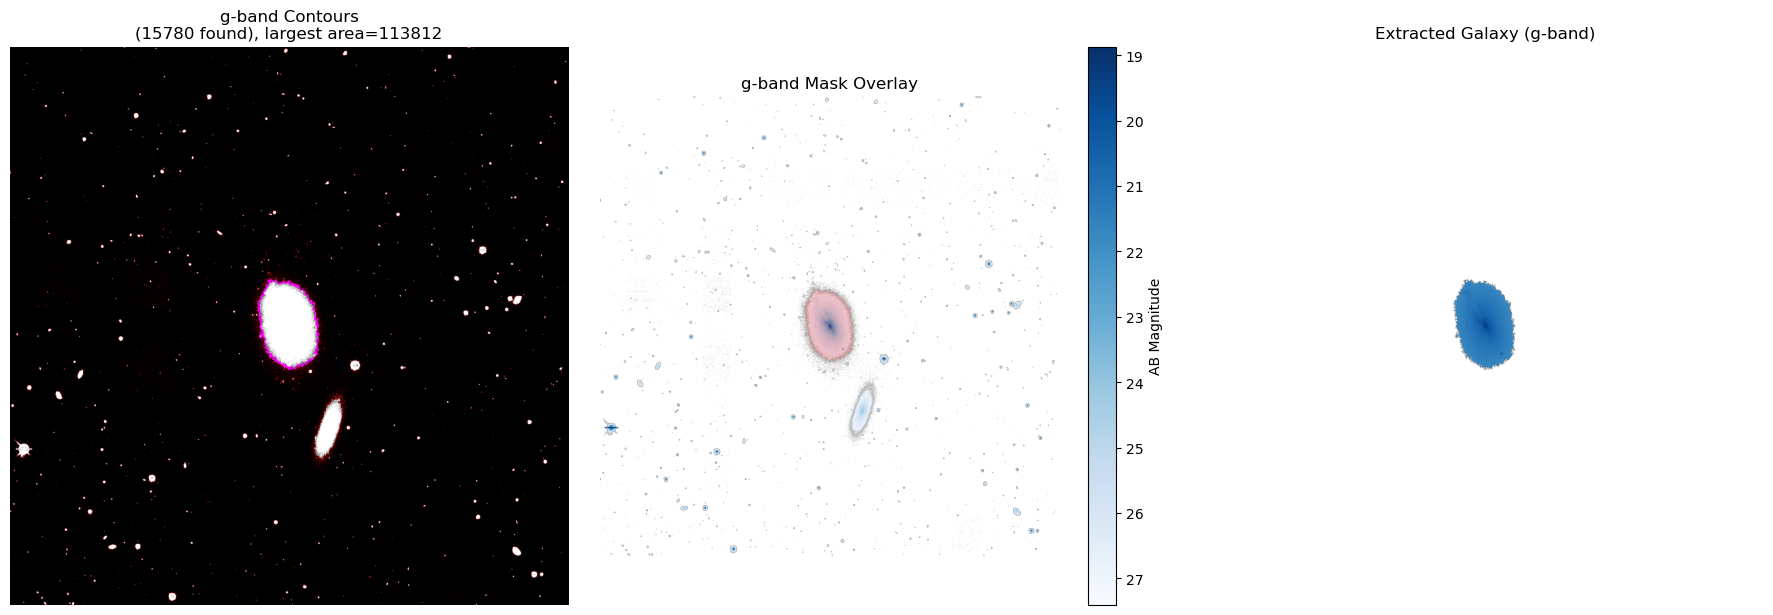 g-band Contours
(15780 found), largest area=113812
g-band Mask Overlay
19
20
21
22
23
24
25
26
27
AB Magnitude
Extracted Galaxy (g-band)